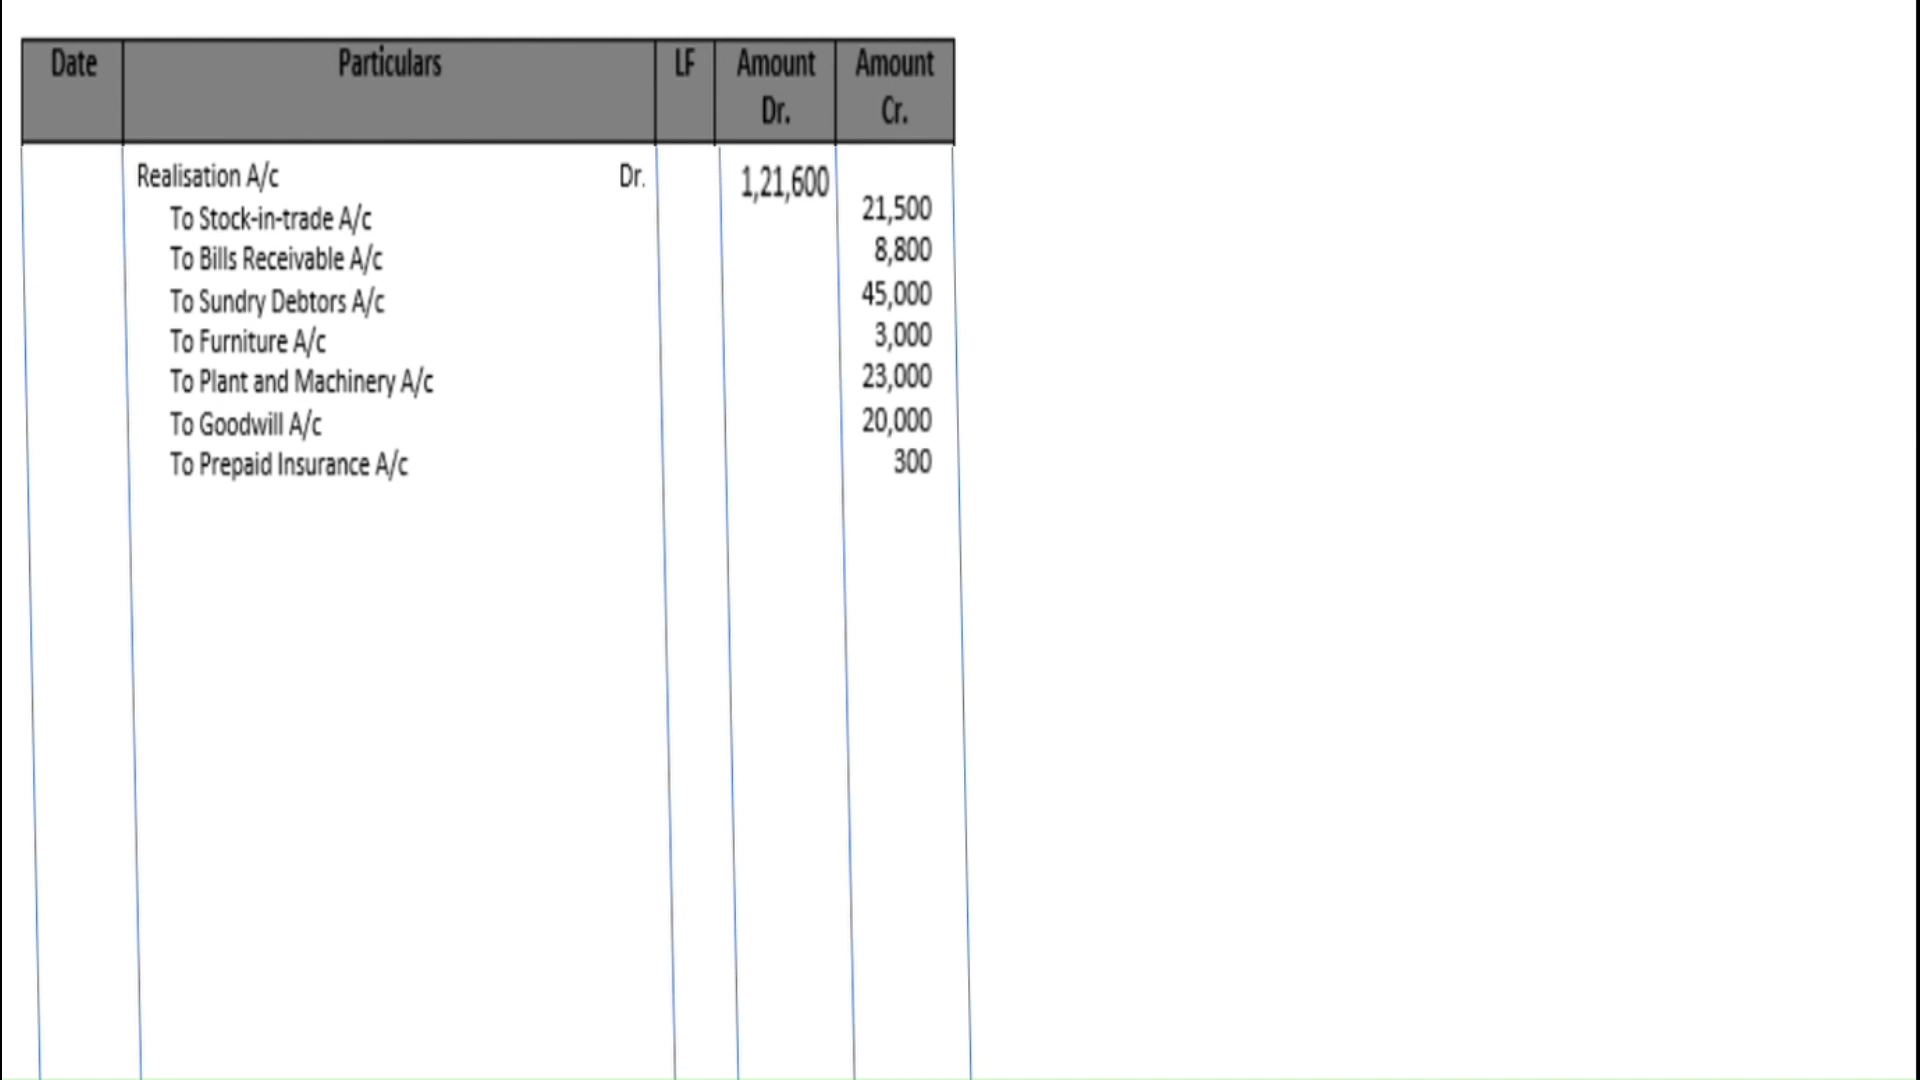 Date Particulars LF Amount Dr. Amount Cr.
Realisation A/c Dr. 1,21,600
To Stock-in-trade A/c 21,500
To Bills Receivable A/c 8,800
To Sundry Debtors A/c 45,000
To Furniture A/c 3,000
To Plant and Machinery A/c 23,000
To Goodwill A/c 20,000
To Prepaid Insurance A/c 300